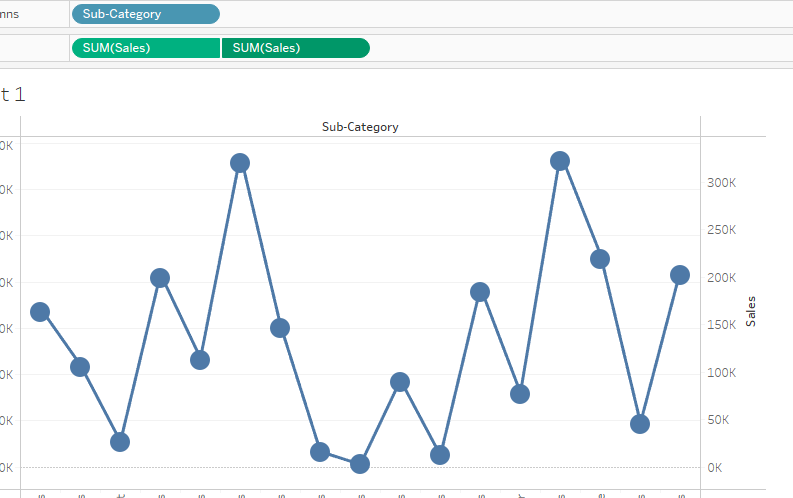 Sub-Category
SUM(Sales) SUM(Sales)
Sub-Category
300K
250K
200K
150K
100K
50K
0K
Sales